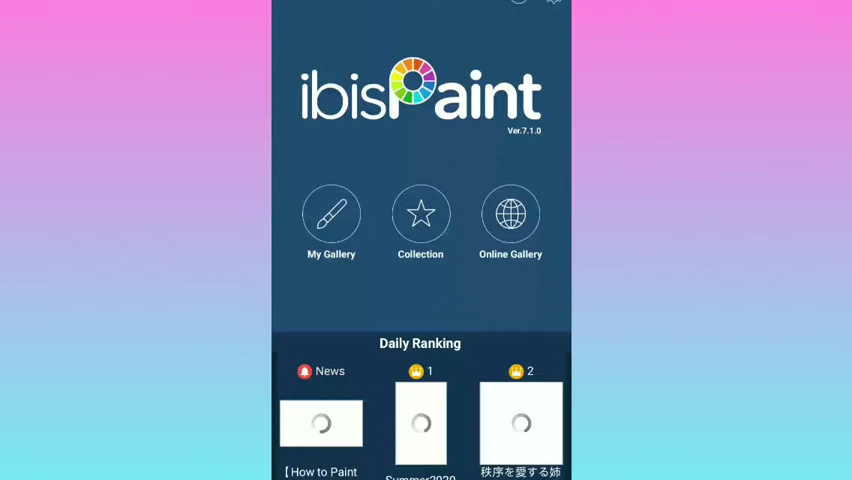 ibisPaint
Ver.7.1.0
My Gallery
Collection
Online Gallery
Daily Ranking
News
1
2
【How to Paint
Summer2020
秩序を愛する姉